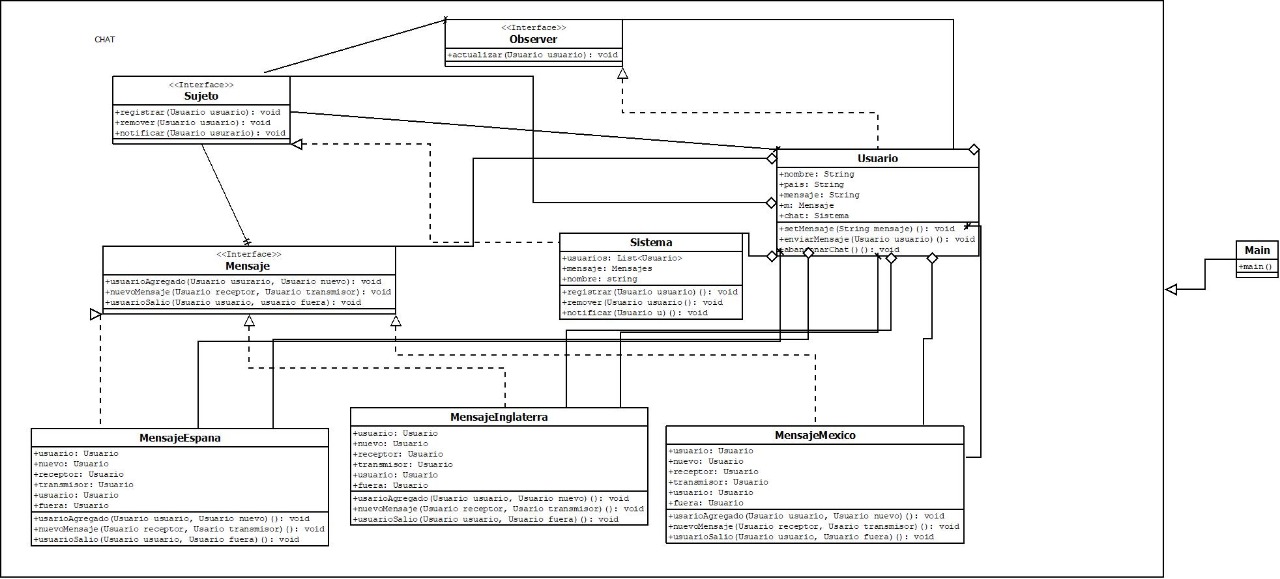 CHAT
<<Interface>>
Observer
+actualizar(Usuario usuario): void
<<Interface>>
Sujeto
+registrar(Usuario usuario): void
+remover(Usuario usuario): void
+notificar(Usuario usurario): void
Usuario
+nombre: String
+pais: String
+mensaje: String
+m: Mensaje
+chat: Sistema
+setMensaje(String mensaje)(): void
+enviarMensaje(Usuario usuario)(): void
+abandonarChat()(): void
<<Interface>>
Mensaje
+usuarioAgregado(Usuario usurario, Usuario nuevo): void
+nuevoMensaje(Usuario receptor, Usuario transmisor): void
+usuarioSalio(Usuario usuario, usuario fuera): void
Sistema
+usuarios: List<Usuario>
+mensaje: Mensajes
+nombre: string
+registrar(Usuario usuario)(): void
+remover(Usuario usuario(): void
+notificar(Usuario u)(): void
Main
+main()
MensajeEspana
+usuario: Usuario
+nuevo: Usuario
+receptor: Usuario
+transmisor: Usuario
+usuario: Usuario
+fuera: Usuario
+usarioAgregado(Usuario usuario, Usuario nuevo)(): void
+nuevoMensaje(Usuario receptor, Usario transmisor)(): void
+usuarioSalio(Usuario usuario, Usuario fuera)(): void
MensajeInglaterra
+usuario: Usuario
+nuevo: Usuario
+receptor: Usuario
+transmisor: Usuario
+usuario: Usuario
+fuera: Usuario
+usarioAgregado(Usuario usuario, Usuario nuevo)(): void
+nuevoMensaje(Usuario receptor, Usario transmisor)(): void
+usuarioSalio(Usuario usuario, Usuario fuera)(): void
MensajeMexico
+usuario: Usuario
+nuevo: Usuario
+receptor: Usuario
+transmisor: Usuario
+usuario: Usuario
+fuera: Usuario
+usarioAgregado(Usuario usuario, Usuario nuevo)(): void
+nuevoMensaje(Usuario receptor, Usario transmisor)(): void
+usuarioSalio(Usuario usuario, Usuario fuera)(): void